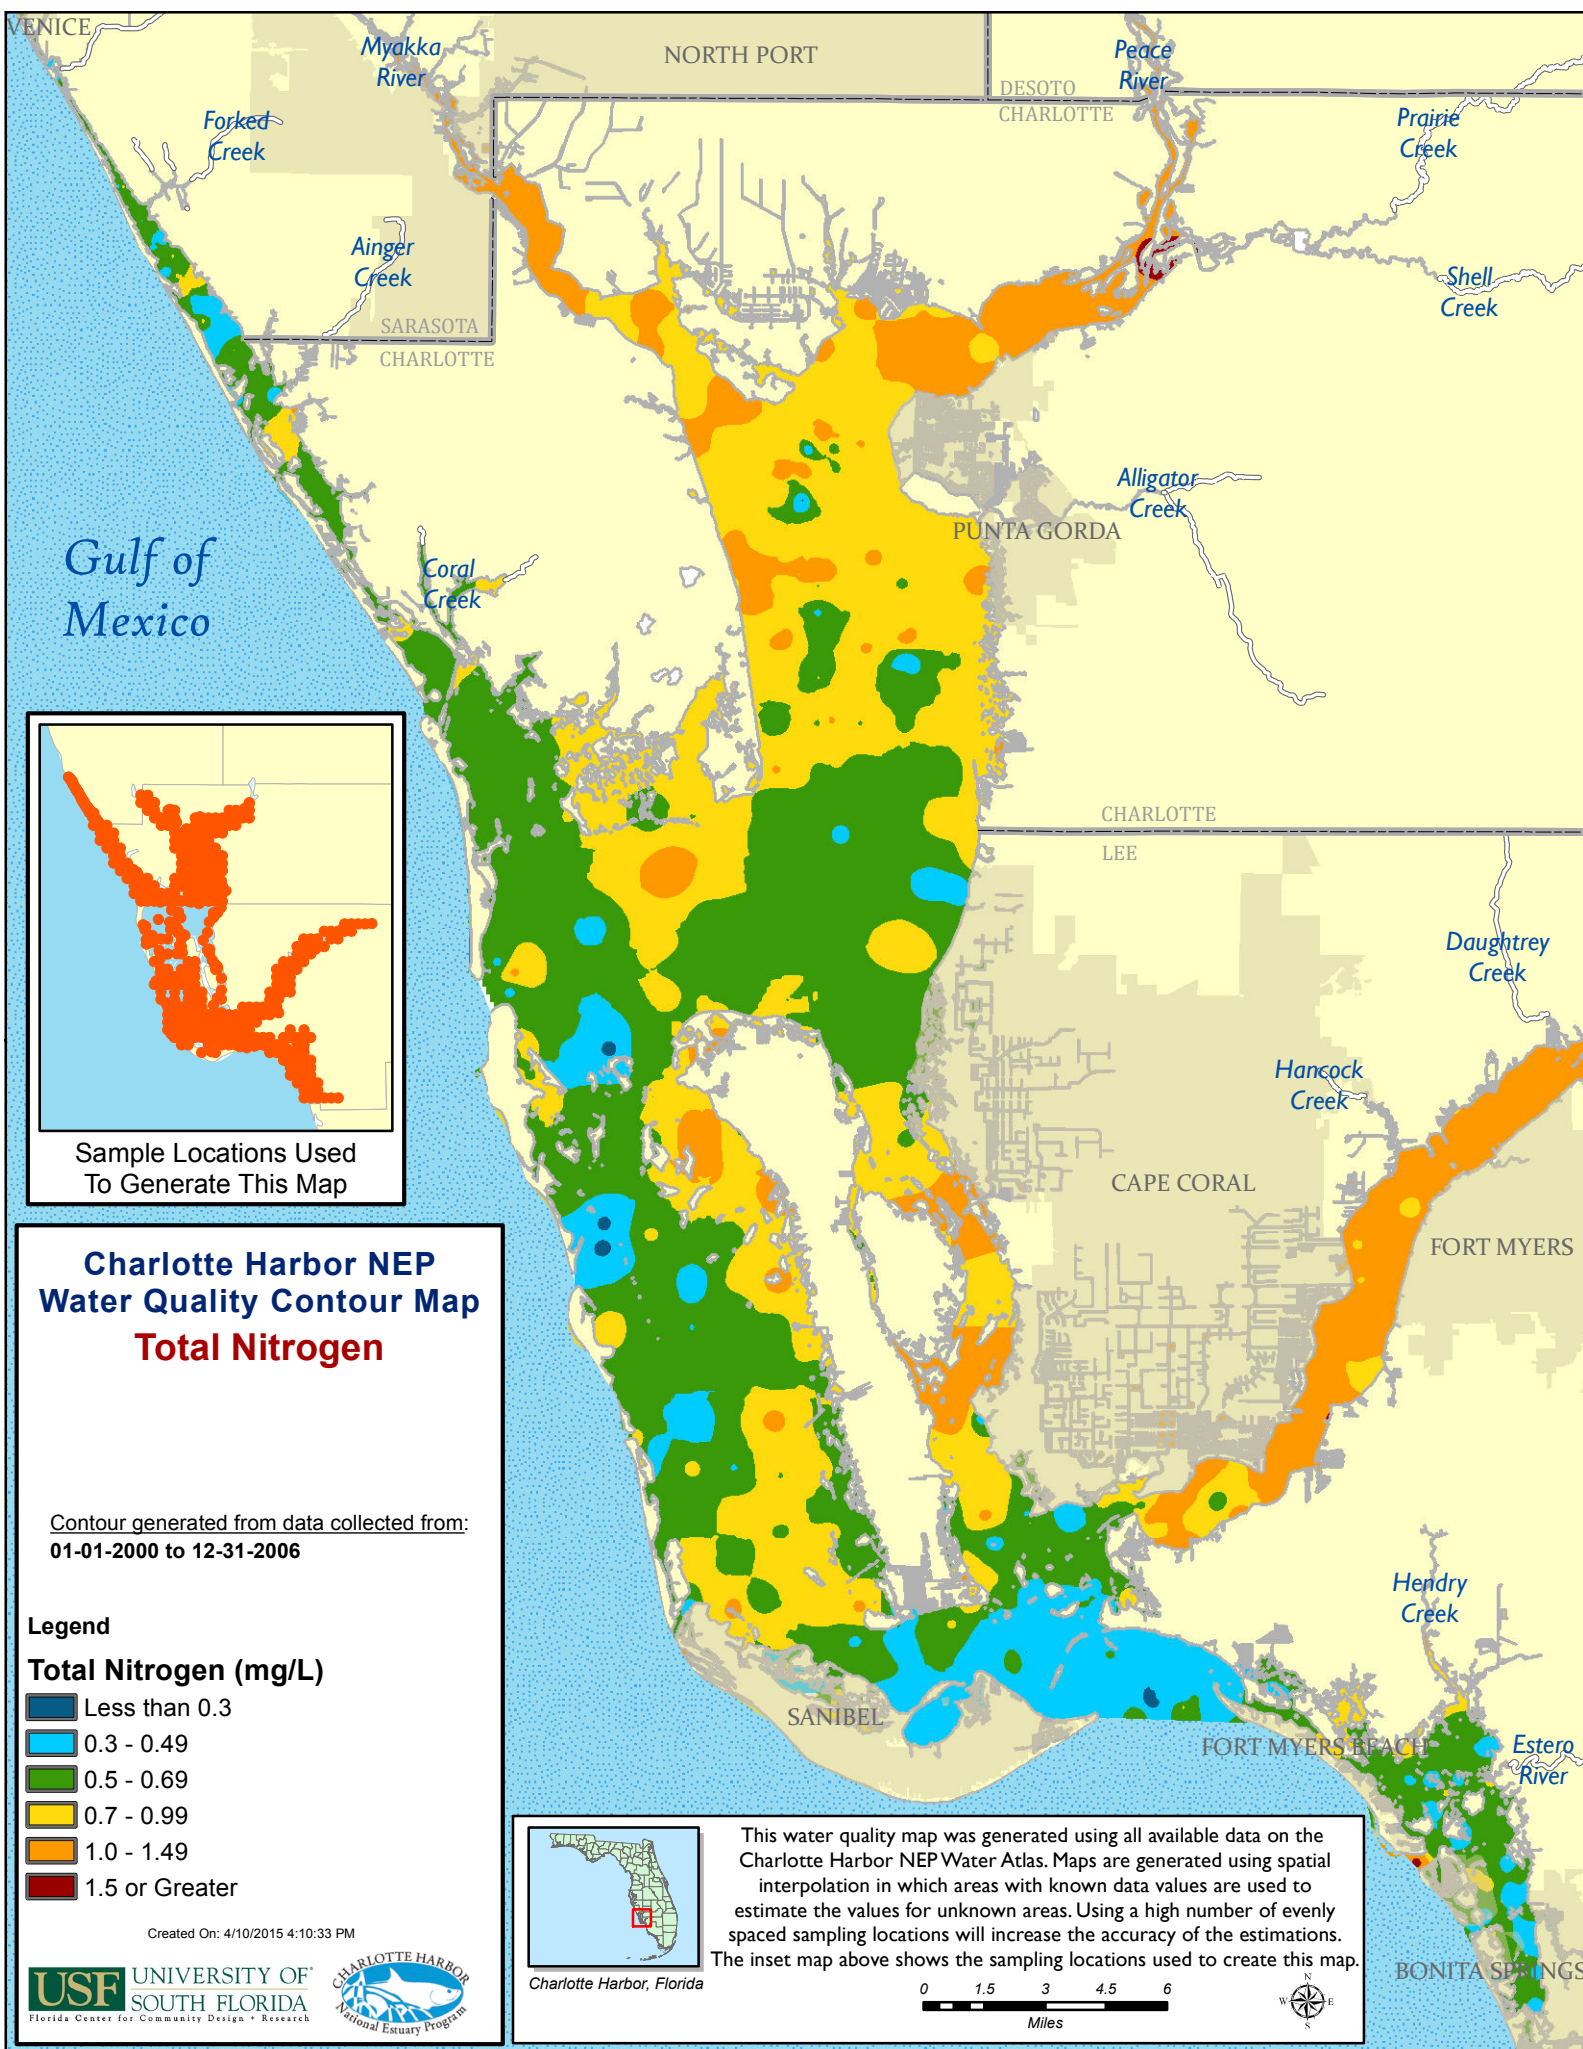 VENICE
Myakka
River
NORTH PORT
Peace
River
DESOTO
CHARLOTTE
Forked
Creek
Prairie
Creek
Ainger
Creek
Shell
Creek
SARASOTA
CHARLOTTE
Alligator
Creek
PUNTA GORDA
Gulf of
Mexico
Coral
Creek
CHARLOTTE
LEE
Daughtrey
Creek
Hancock
Creek
CAPE CORAL
FORT MYERS
Sample Locations Used
To Generate This Map
Charlotte Harbor NEP
Water Quality Contour Map
Total Nitrogen
Contour generated from data collected from:
01-01-2000 to 12-31-2006
Legend
Total Nitrogen (mg/L)
Less than 0.3
0.3 - 0.49
0.5 - 0.69
0.7 - 0.99
1.0 - 1.49
1.5 or Greater
Created On: 4/10/2015 4:10:33 PM
USF UNIVERSITY OF
SOUTH FLORIDA
Florida Center for Community Design + Research
CHARLOTTE HARBOR
National Estuary Program
Hendry
Creek
SANIBEL
FORT MYERS BEACH
Estero
River
BONITA SPRINGS
Charlotte Harbor, Florida
This water quality map was generated using all available data on the
Charlotte Harbor NEP Water Atlas. Maps are generated using spatial
interpolation in which areas with known data values are used to
estimate the values for unknown areas. Using a high number of evenly
spaced sampling locations will increase the accuracy of the estimations.
The inset map above shows the sampling locations used to create this map.
0 1.5 3 4.5 6
Miles
N
W E
S